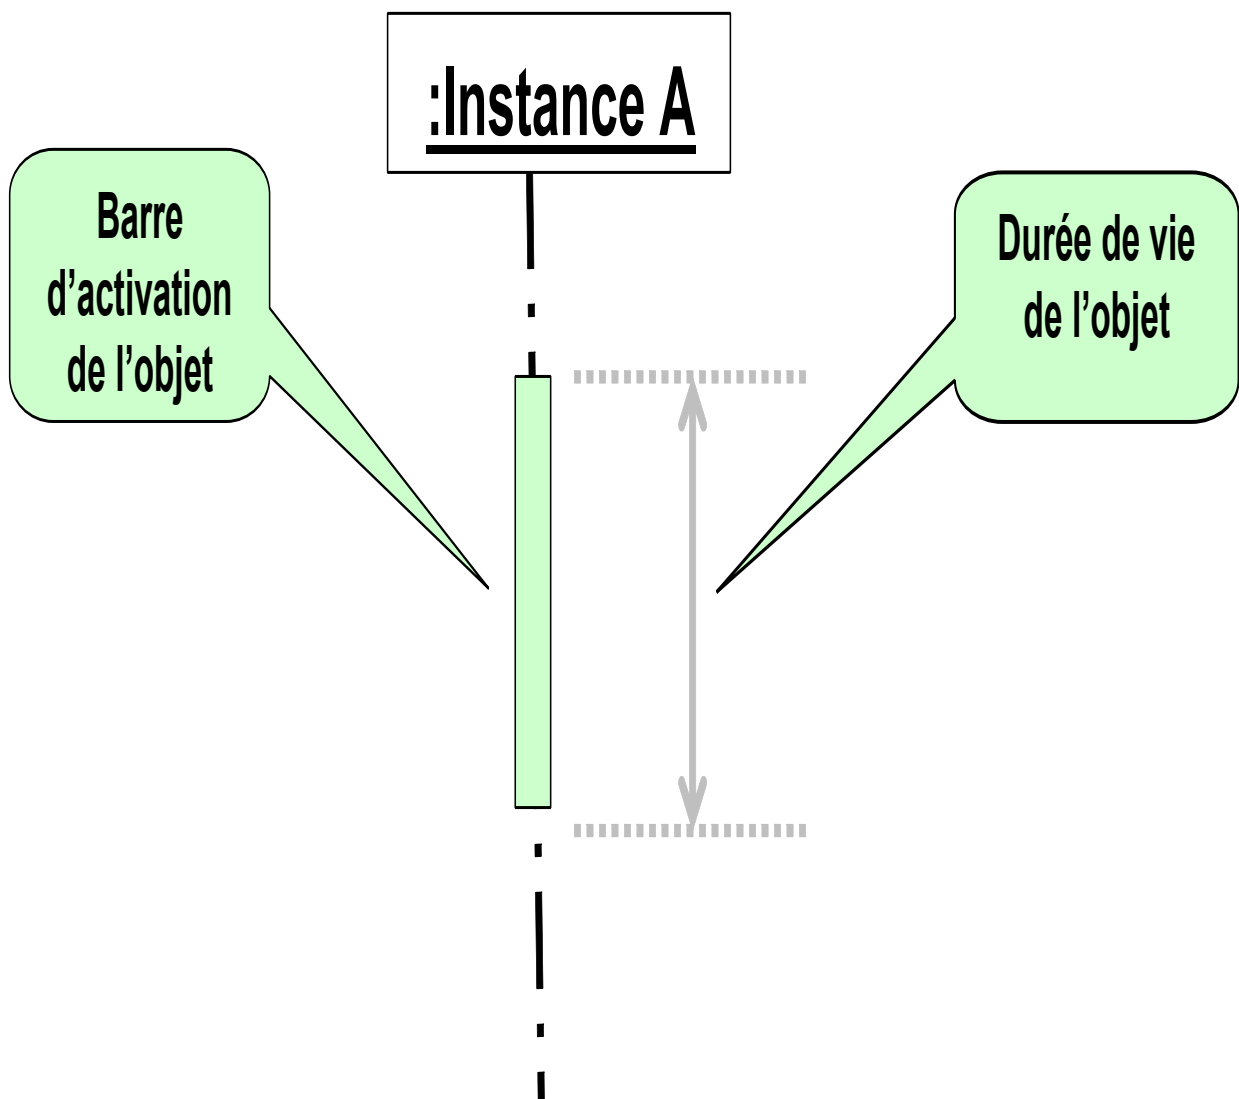 :Instance A
Barre
d’activation
de l’objet
Durée de vie
de l’objet